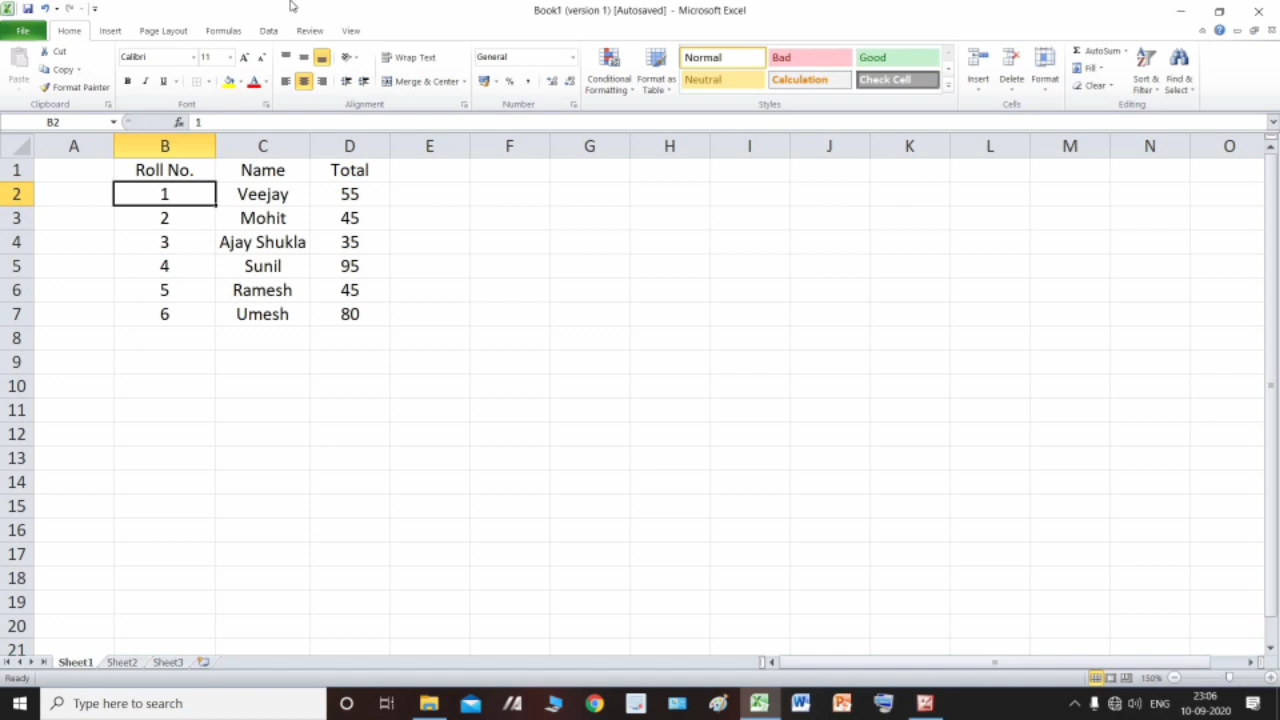 Book1 (version 1) [Autosaved] - Microsoft Excel
File Home Insert Page Layout Formulas Data Review View
Paste
Cut
Copy
Format Painter
Clipboard
Calibri 11
B I U
Font
Wrap Text
Merge & Center
Alignment
General
%
Number
Conditional Formatting
Format as Table
Normal Bad Good
Neutral Calculation Check Cell
Styles
Insert Delete Format
Cells
AutoSum
Fill
Clear
Sort & Filter
Find & Select
Editing
B2 fx 1
A B C D E F G H I J K L M N O
1 Roll No. Name Total
2 1 Veejay 55
3 2 Mohit 45
4 3 Ajay Shukla 35
5 4 Sunil 95
6 5 Ramesh 45
7 6 Umesh 80
8
9
10
11
12
13
14
15
16
17
18
19
20
21
Sheet1 Sheet2 Sheet3
Ready 150%
Type here to search
ENG
23:06
10-09-2020